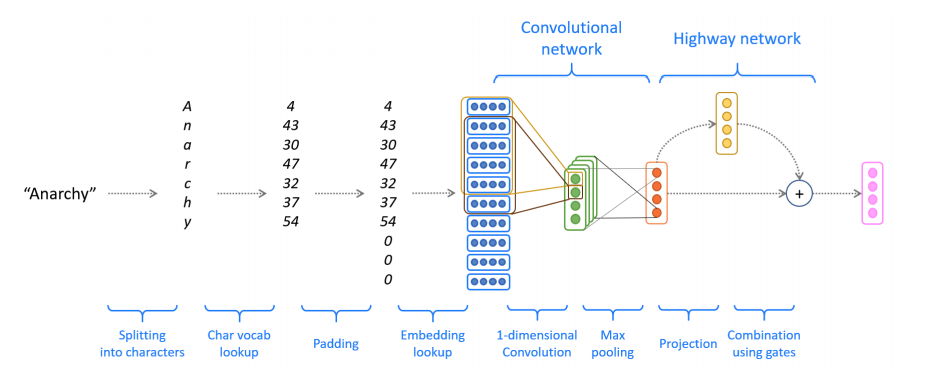 Convolutional
network
Highway network
"Anarchy"
A 4 4
n 43 43
a 30 30
r 47 47
c 32 32
h 37 37
y 54 54
0
0
0
+
Splitting
into characters
Char vocab
lookup
Padding
Embedding
lookup
1-dimensional
Convolution
Max
pooling
Projection
Combination
using gates